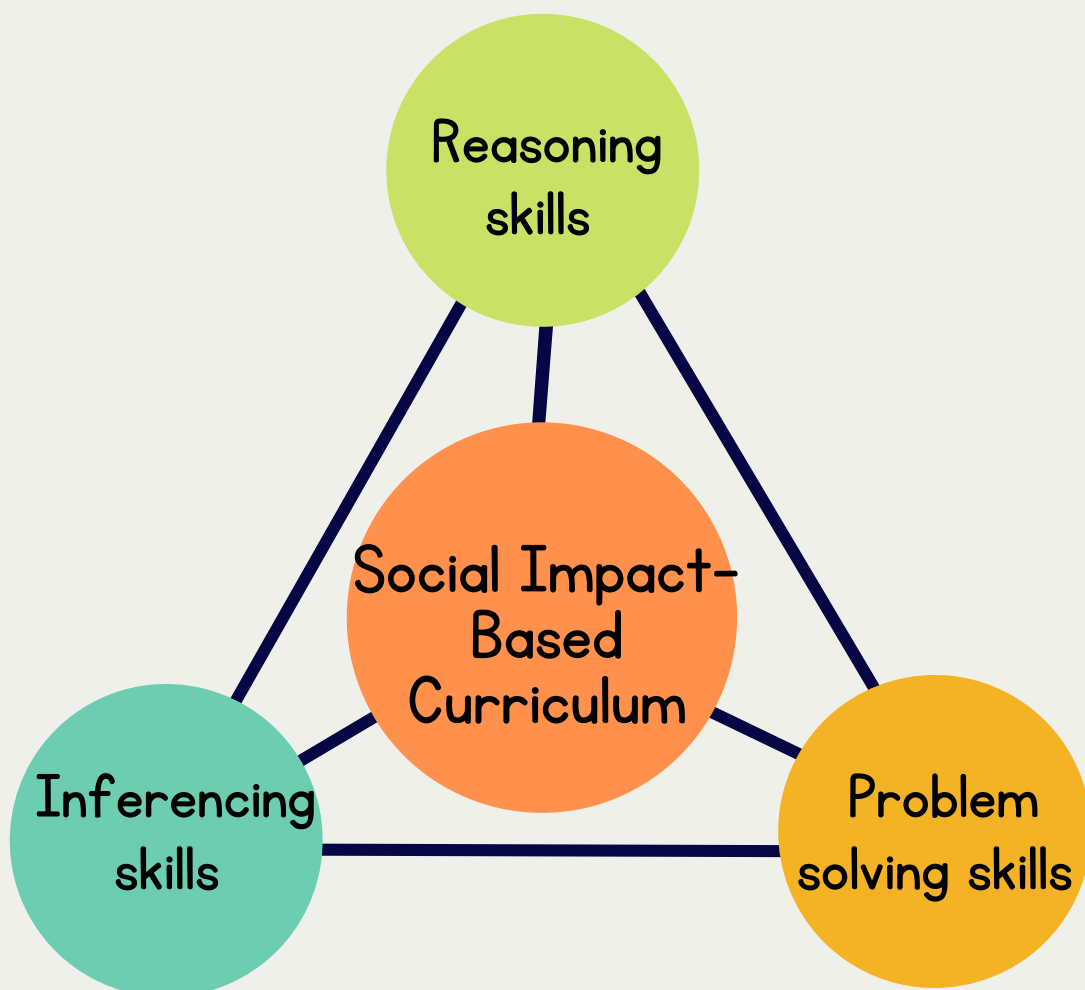 Reasoning
skills
Social Impact-
Based
Curriculum
Inferencing
skills
Problem
solving skills